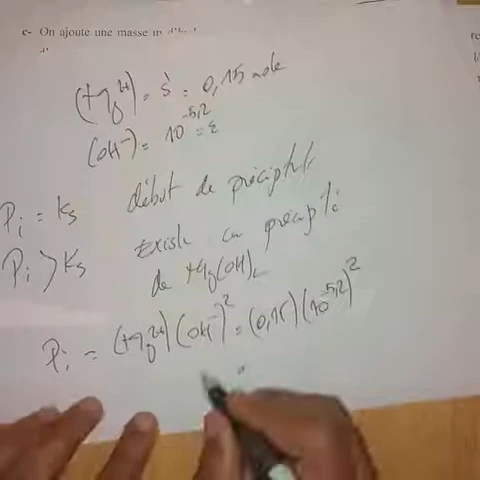 c- On ajoute une masse m
(Mg²⁺) = s' = 0,15 mole
(OH⁻) = 10⁻⁵,² = ε
Pi = Ks début de précipité
Pi > Ks Existe un précipité
de Mg(OH)₂
Pi = (Mg²⁺)(OH⁻)² = (0,15)(10⁻⁵,²)²